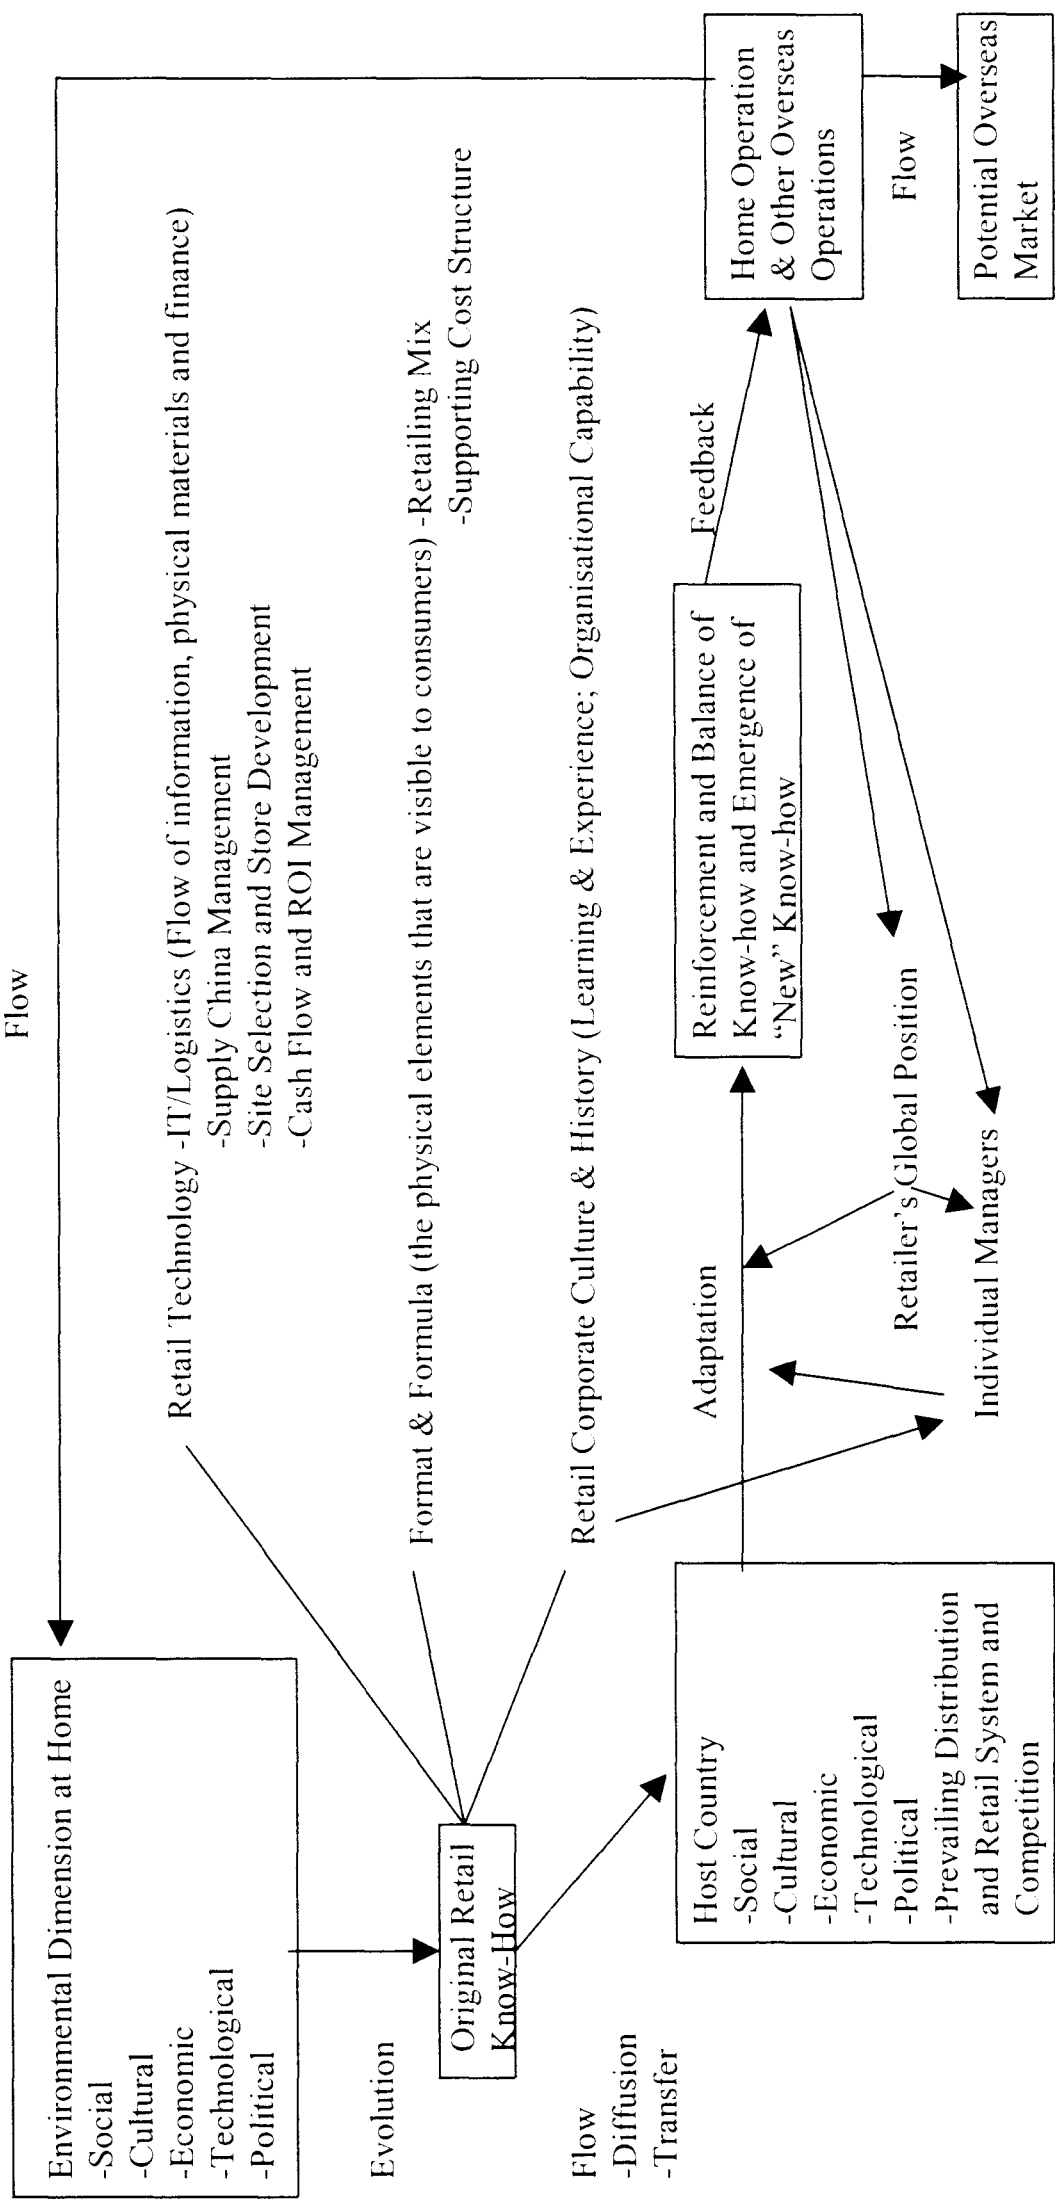 Flow
Environmental Dimension at Home
-Social
-Cultural
-Economic
-Technological
-Political
Retail Technology -IT/Logistics (Flow of information, physical materials and finance)
-Supply China Management
-Site Selection and Store Development
-Cash Flow and ROI Management
Evolution
Original Retail
Know-How
Format & Formula (the physical elements that are visible to consumers) -Retailing Mix
-Supporting Cost Structure
Retail Corporate Culture & History (Learning & Experience; Organisational Capability)
Flow
-Diffusion
-Transfer
Host Country
-Social
-Cultural
-Economic
-Technological
-Political
-Prevailing Distribution
and Retail System and
Competition
Adaptation
Reinforcement and Balance of
Know-how and Emergence of
“New” Know-how
Feedback
Home Operation
& Other Overseas
Operations
Retailer's Global Position
Individual Managers
Flow
Potential Overseas
Market